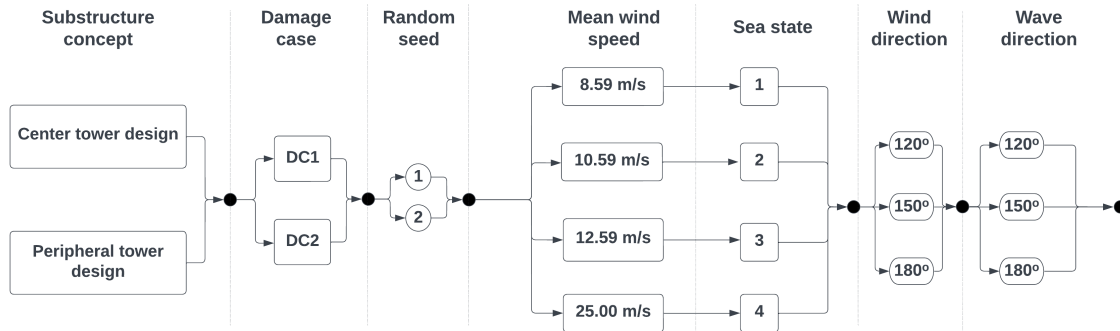 Substructure
concept
Damage
case
Random
seed
Mean wind
speed
Sea state
Wind
direction
Wave
direction
Center tower design
Peripheral tower
design
DC1
DC2
1
2
8.59 m/s
10.59 m/s
12.59 m/s
25.00 m/s
1
2
3
4
120º
150º
180º
120º
150º
180º